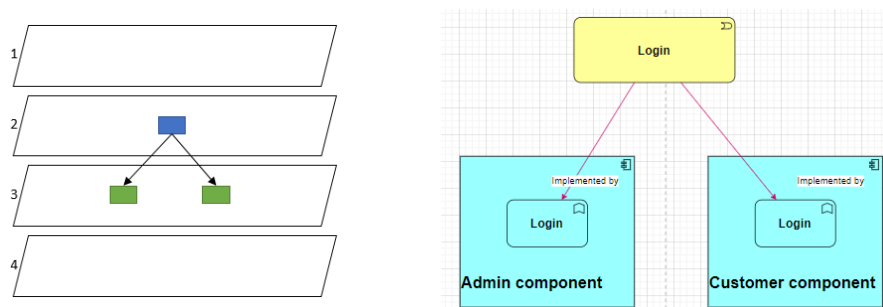 1
2
3
4
Login
Implemented by
Implemented by
Login
Login
Admin component
Customer component